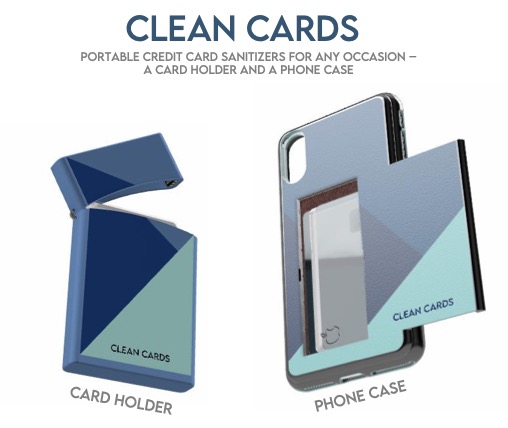 CLEAN CARDS
PORTABLE CREDIT CARD SANITIZERS FOR ANY OCCASION –
A CARD HOLDER AND A PHONE CASE
CLEAN CARDS
CLEAN CARDS
CARD HOLDER
PHONE CASE